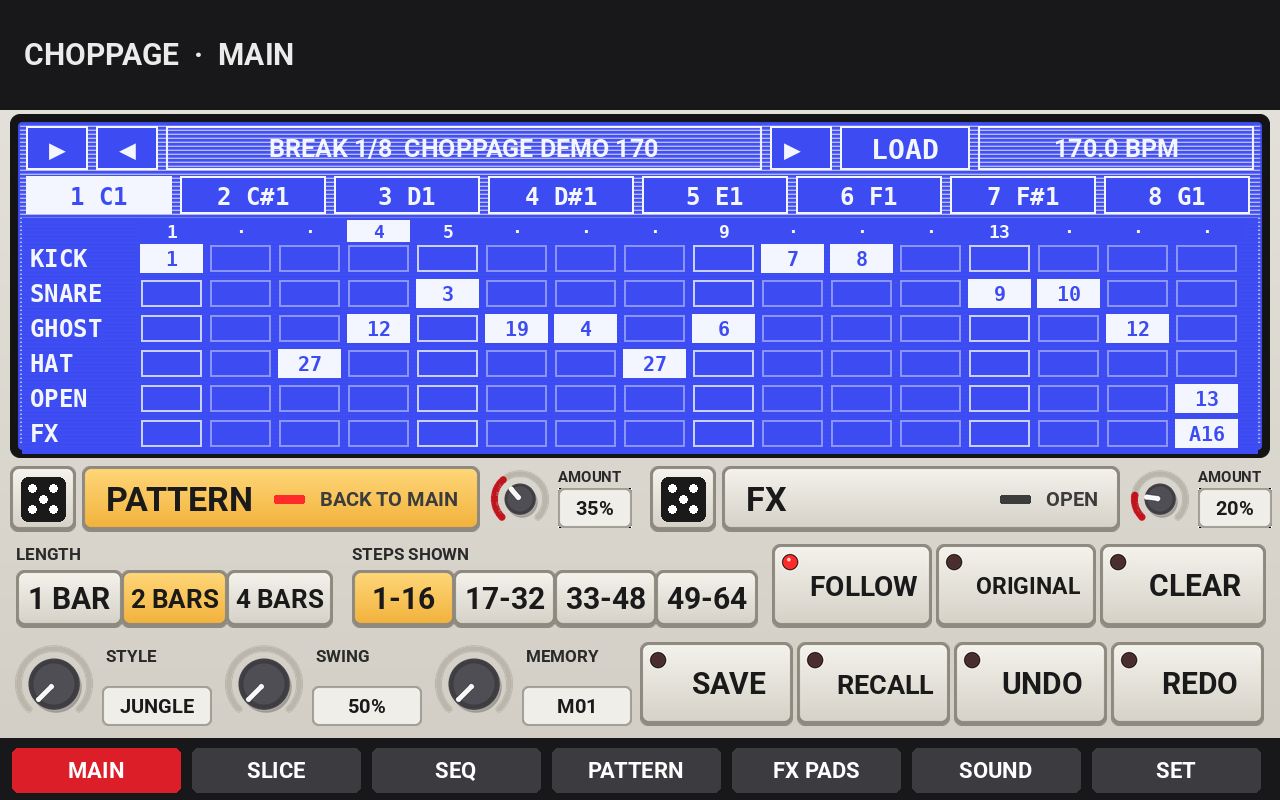 CHOPPAGE · MAIN
▶ ◀ BREAK 1/8 CHOPPAGE DEMO 170 ▶ LOAD 170.0 BPM
1 C1 2 C#1 3 D1 4 D#1 5 E1 6 F1 7 F#1 8 G1
1 · · 4 5 · · · 9 · · · 13 · · ·
KICK 1 7 8
SNARE 3 9 10
GHOST 12 19 4 6 12
HAT 27 27
OPEN 13
FX A16
PATTERN BACK TO MAIN AMOUNT 35% FX OPEN AMOUNT 20%
LENGTH STEPS SHOWN
1 BAR 2 BARS 4 BARS 1-16 17-32 33-48 49-64 FOLLOW ORIGINAL CLEAR
STYLE SWING MEMORY
JUNGLE 50% M01 SAVE RECALL UNDO REDO
MAIN SLICE SEQ PATTERN FX PADS SOUND SET